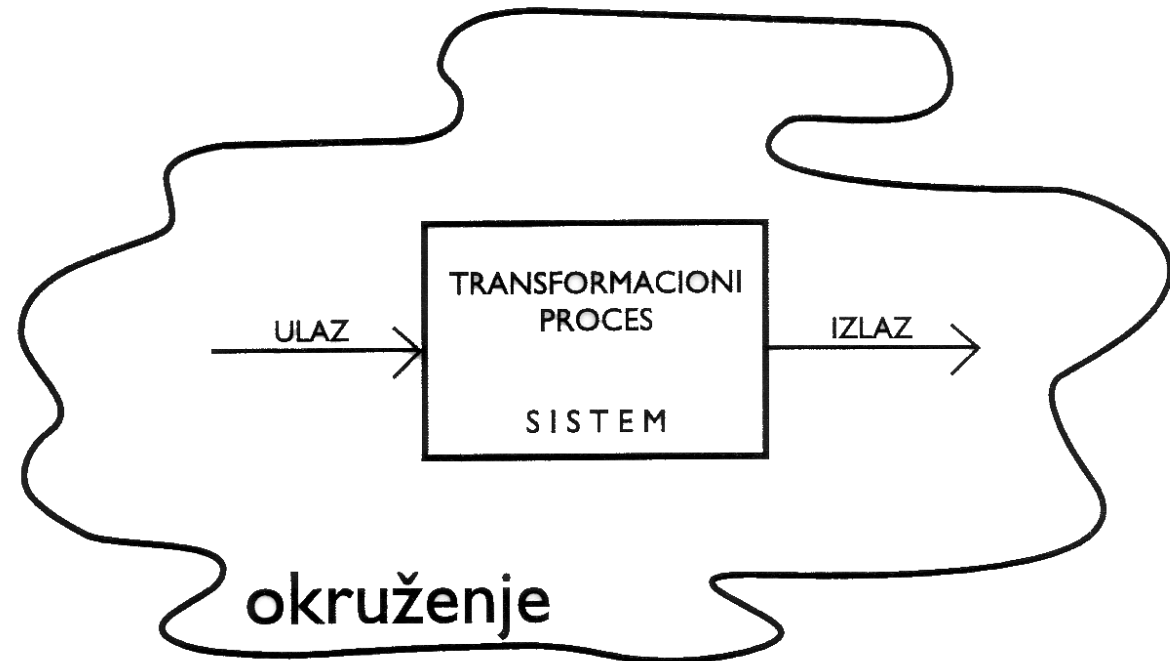 TRANSFORMACIONI
PROCES
ULAZ
IZLAZ
SISTEM
okruženje